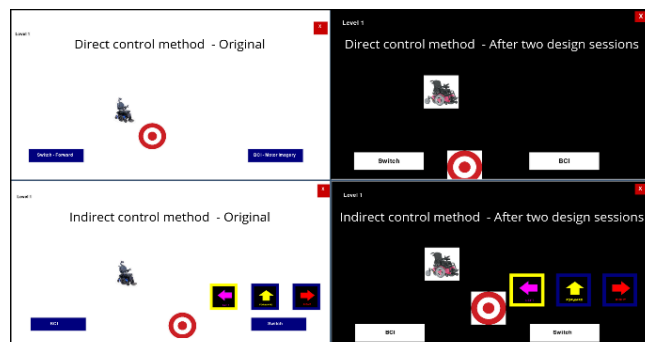 Level 1
X
Direct control method - Original
Switch - Forward
BCI - Motor Imagery
Level 1
X
Direct control method - After two design sessions
Switch
BCI
Level 1
X
Indirect control method - Original
FORWARD
BCI
Switch
Level 1
X
Indirect control method - After two design sessions
FORWARD
BCI
Switch